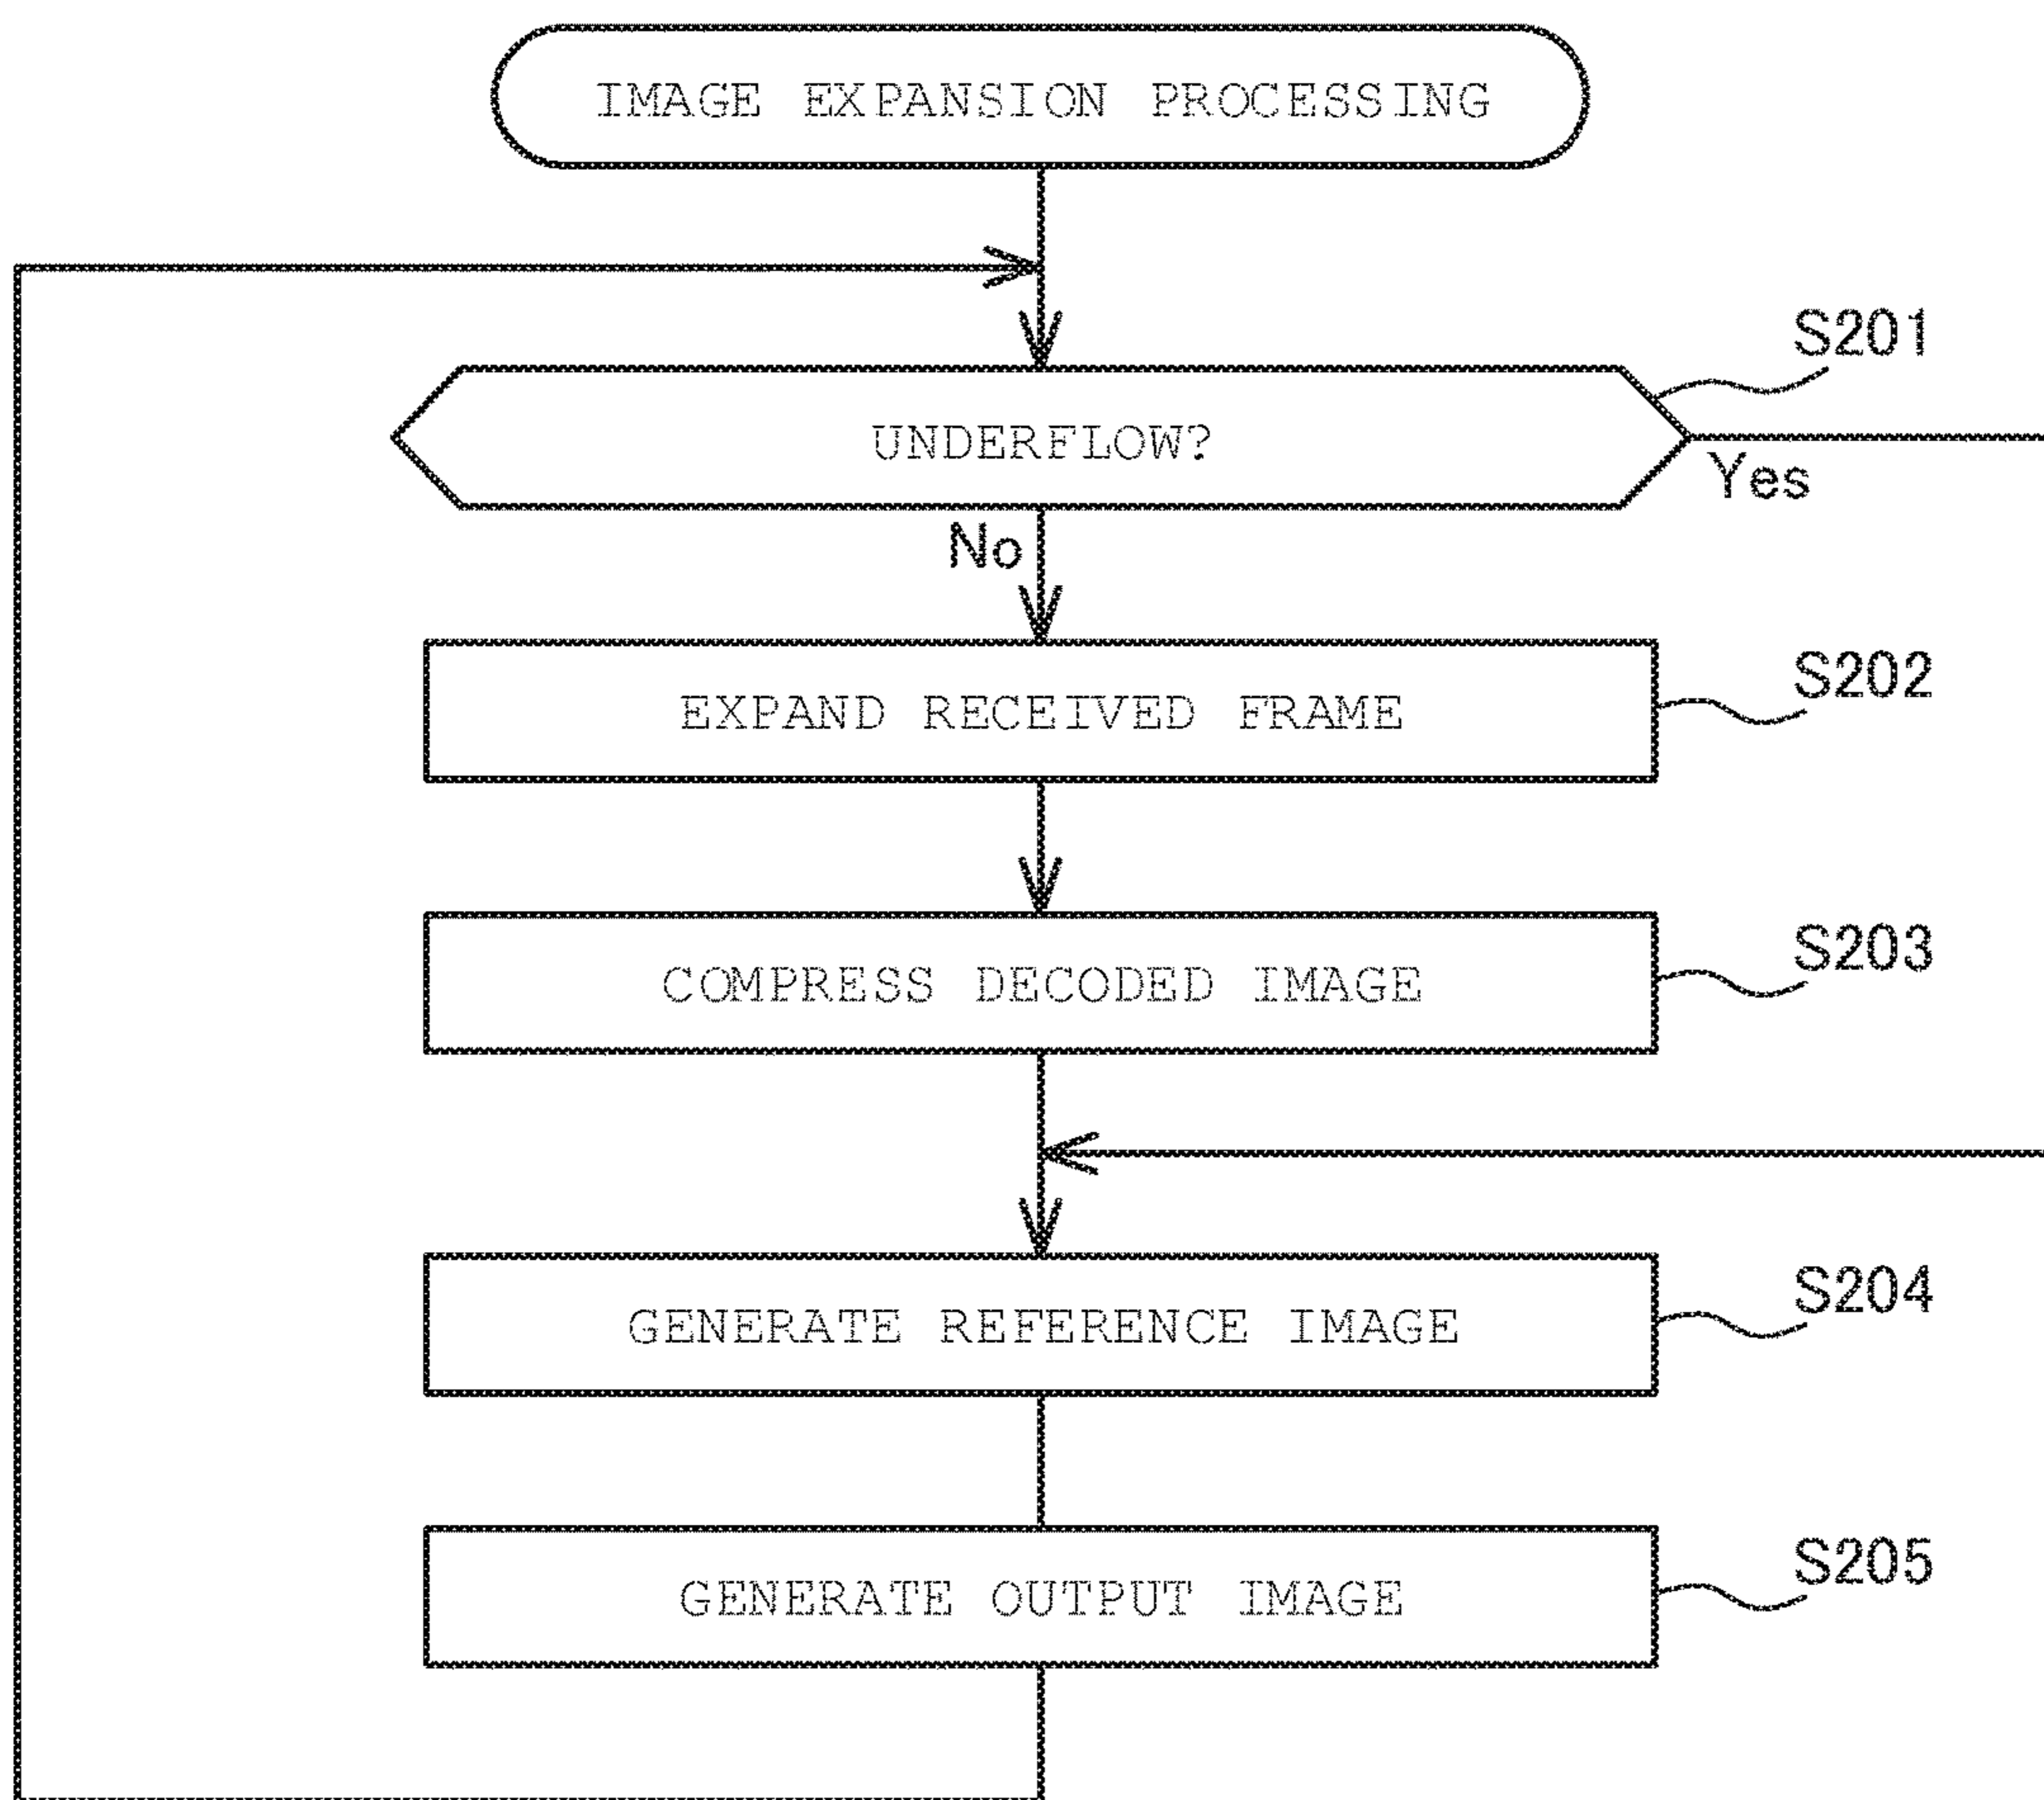 IMAGE EXPANSION PROCESSING
S201
UNDERFLOW?
Yes
No
S202
EXPAND RECEIVED FRAME
S203
COMPRESS DECODED IMAGE
S204
GENERATE REFERENCE IMAGE
S205
GENERATE OUTPUT IMAGE